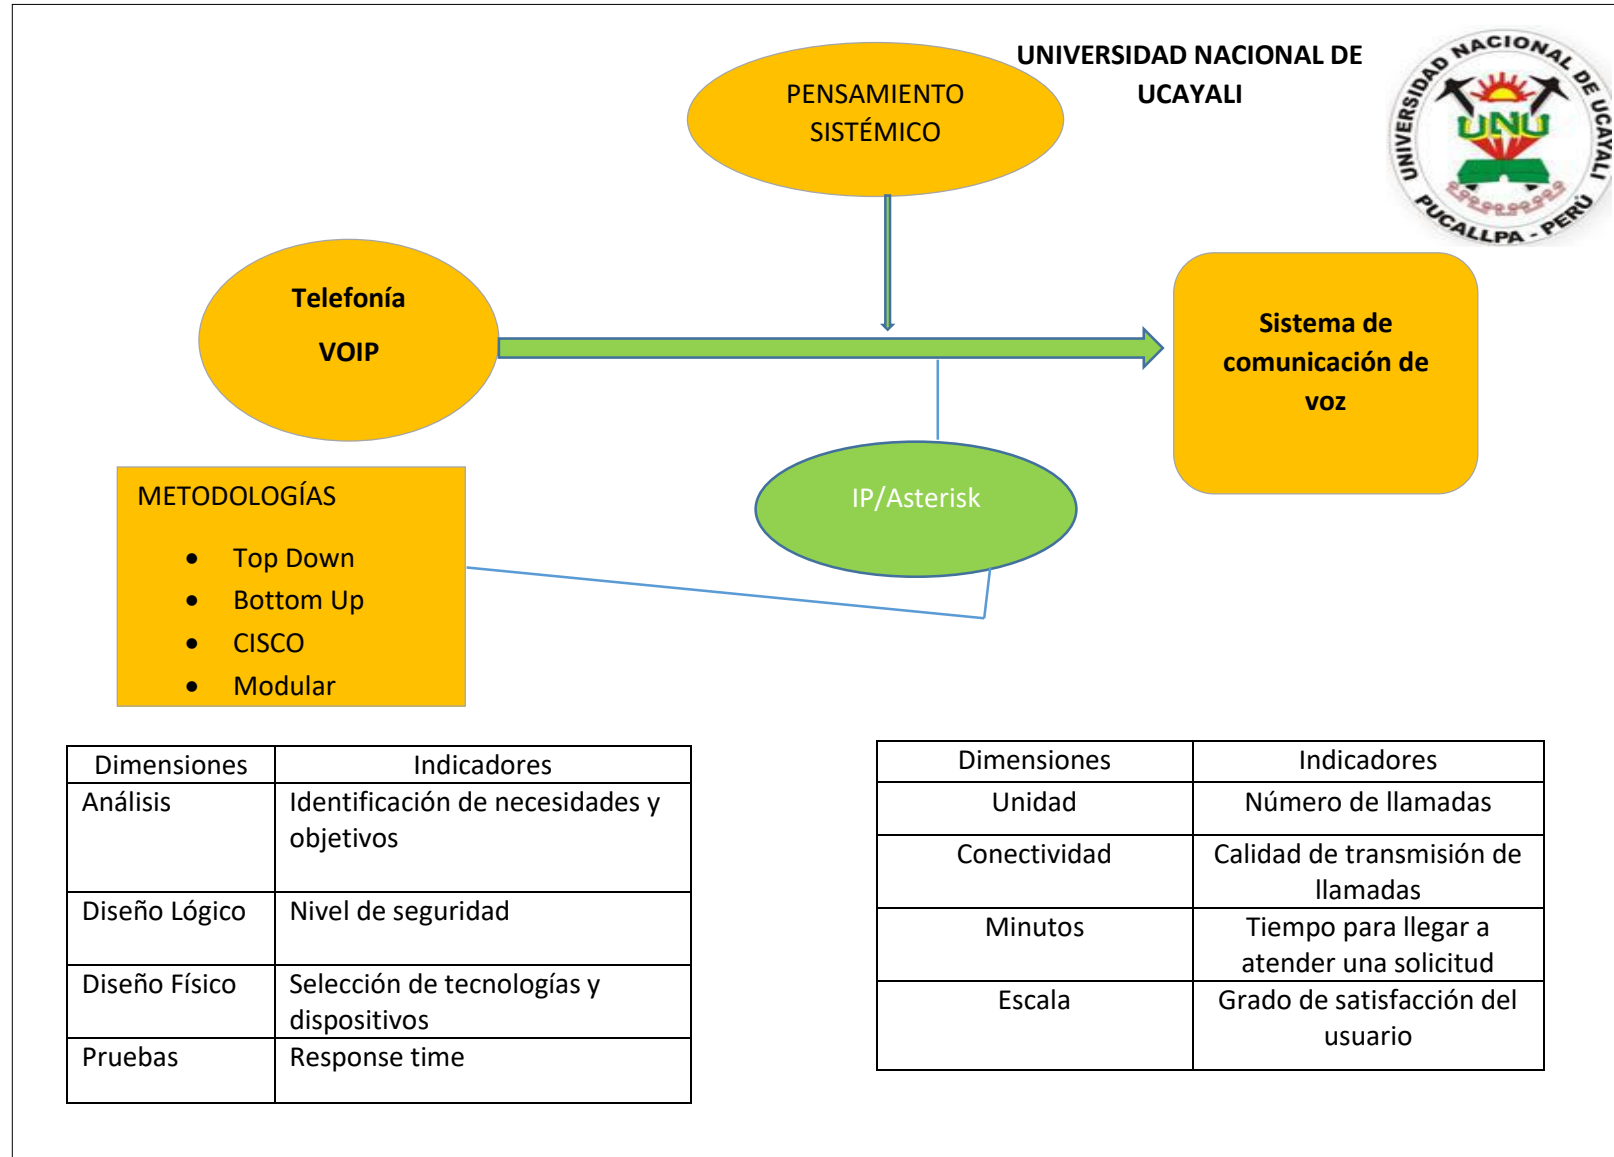 PENSAMIENTO
SISTÉMICO
UNIVERSIDAD NACIONAL DE
UCAYALI
UNIVERSIDAD NACIONAL DE UCAYALI
UNU
PUCALLPA - PERÚ
Telefonía
VOIP
Sistema de
comunicación de
voz
IP/Asterisk
METODOLOGÍAS
• Top Down
• Bottom Up
• CISCO
• Modular
Dimensiones Indicadores
Análisis Identificación de necesidades y
objetivos
Diseño Lógico Nivel de seguridad
Diseño Físico Selección de tecnologías y
dispositivos
Pruebas Response time
Dimensiones Indicadores
Unidad Número de llamadas
Conectividad Calidad de transmisión de
llamadas
Minutos Tiempo para llegar a
atender una solicitud
Escala Grado de satisfacción del
usuario